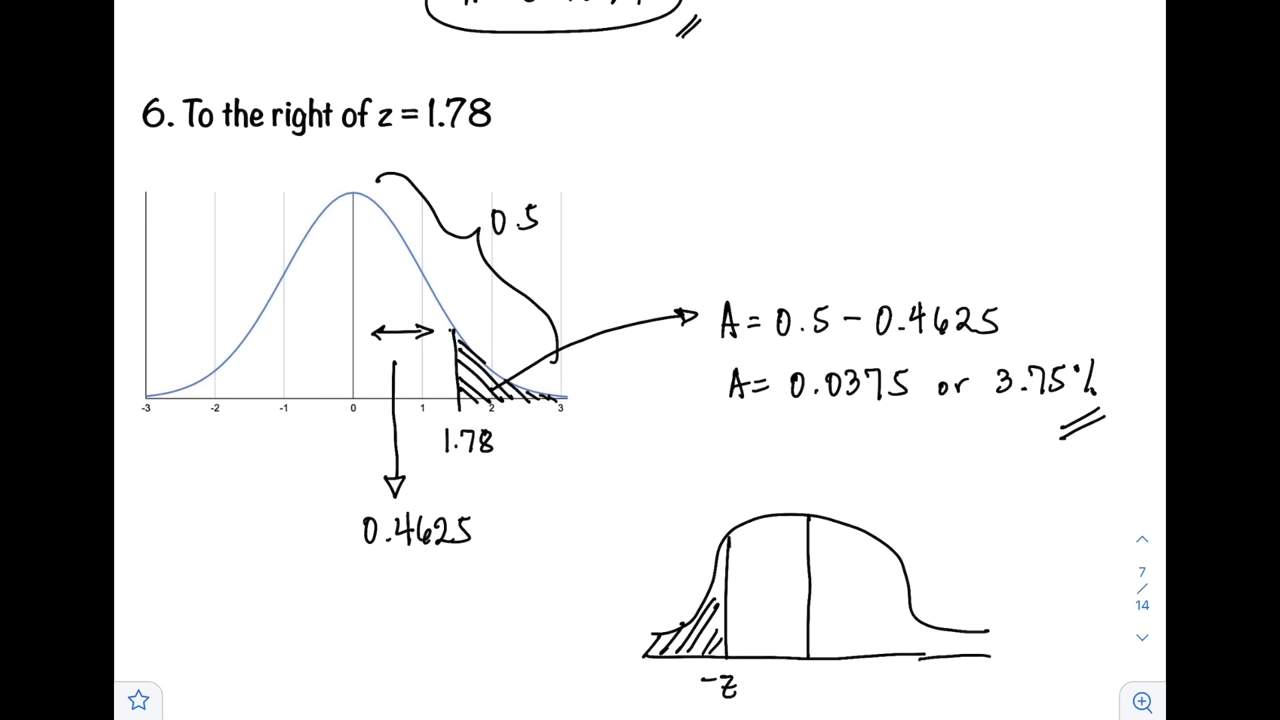 6. To the right of z = 1.78
0.5
A = 0.5 - 0.4625
A = 0.0375 or 3.75%
-3 -2 -1 0 1 2 3
1.78
0.4625
-z
7
/
14